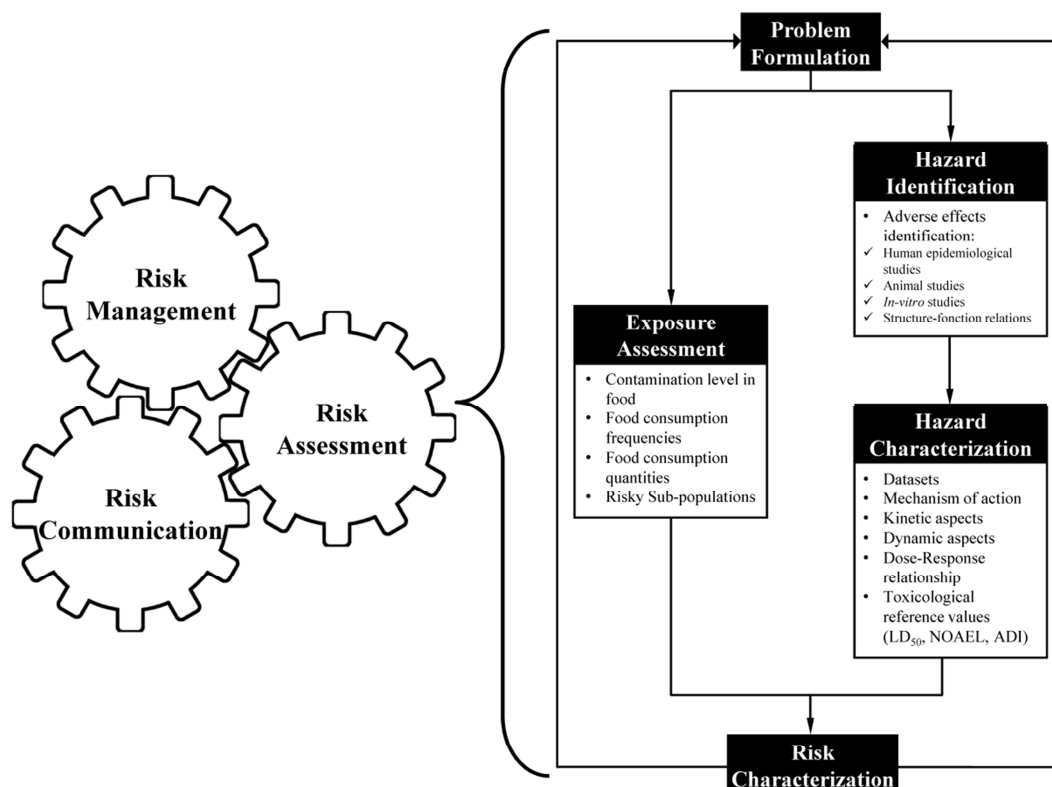 Risk
Management
Risk
Assessment
Risk
Communication
Problem
Formulation
Exposure
Assessment
• Contamination level in
food
• Food consumption
frequencies
• Food consumption
quantities
• Risky Sub-populations
Hazard
Identification
• Adverse effects
identification:
✓ Human epidemiological
studies
✓ Animal studies
✓ In-vitro studies
✓ Structure-fonction relations
Hazard
Characterization
• Datasets
• Mechanism of action
• Kinetic aspects
• Dynamic aspects
• Dose-Response
relationship
• Toxicological
reference values
(LD₅₀, NOAEL, ADI)
Risk
Characterization